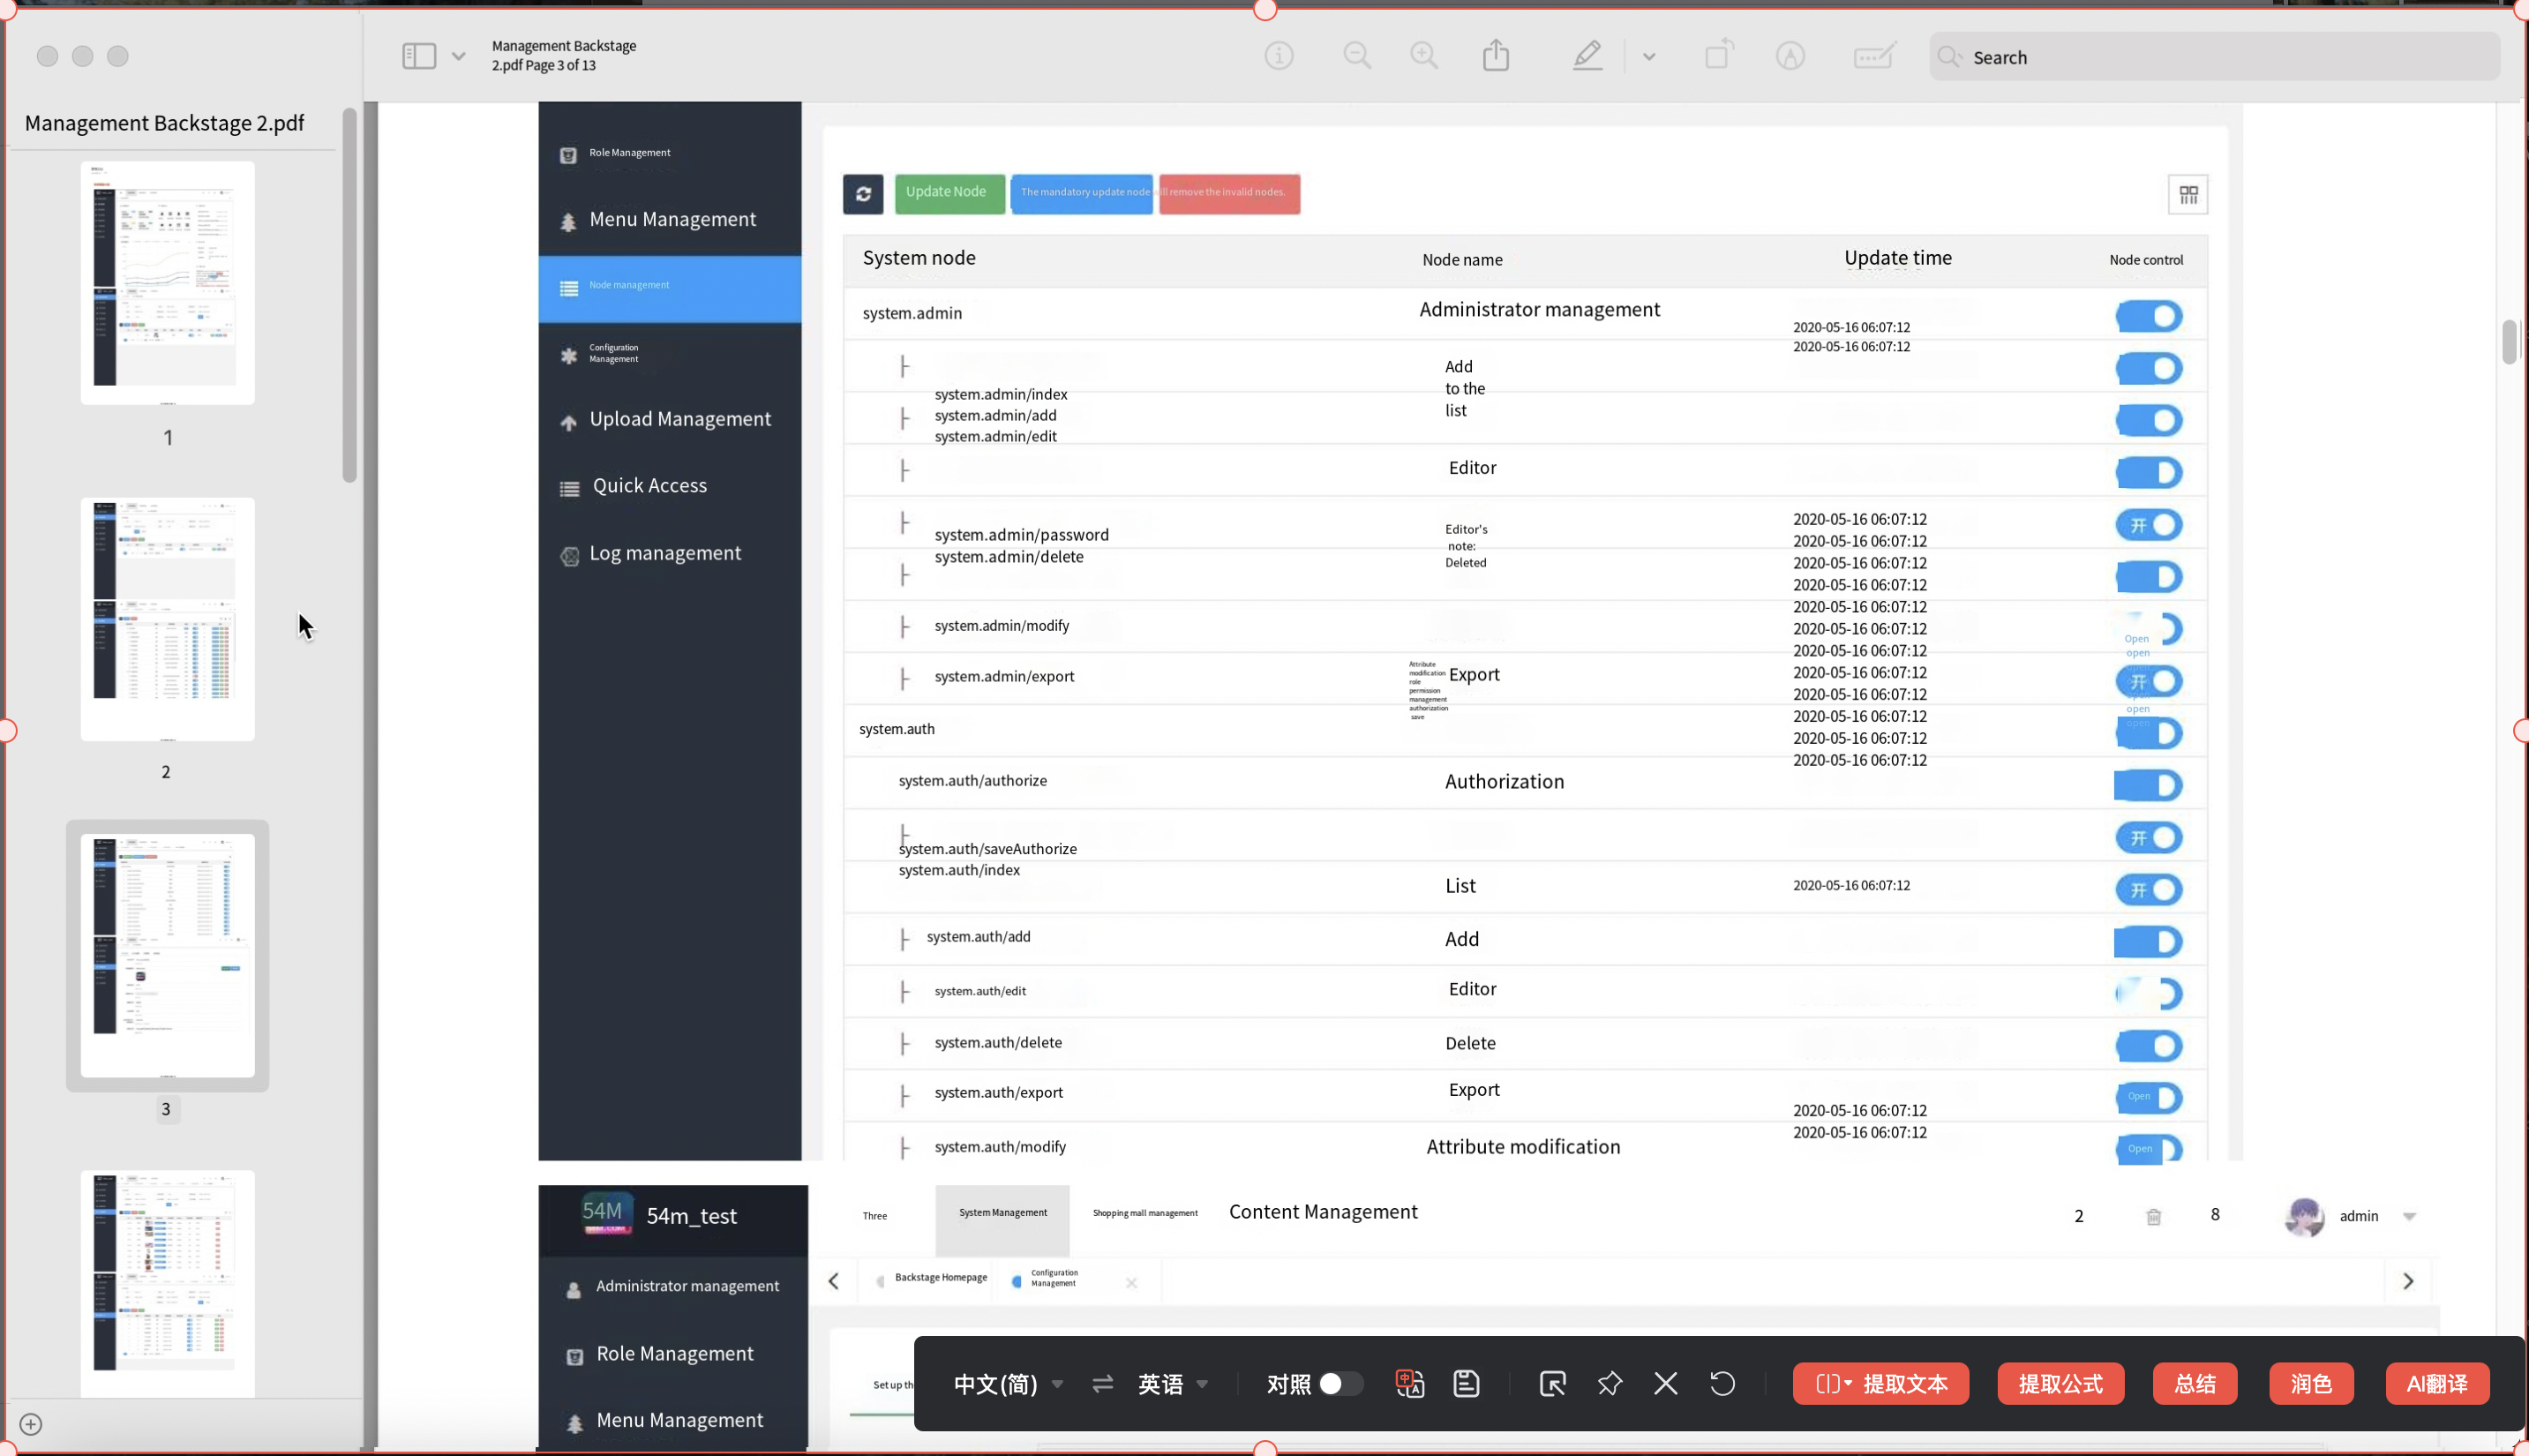 Management Backstage
2.pdf Page 3 of 13
Search
Management Backstage 2.pdf
1
2
3
Role Management
Menu Management
Node management
Configuration
Management
Upload Management
Quick Access
Log management
Update Node
The mandatory update node will remove the invalid nodes.
System node
Node name
Update time
Node control
system.admin
Administrator management
2020-05-16 06:07:12
2020-05-16 06:07:12
Add
to the
list
system.admin/index
system.admin/add
system.admin/edit
Editor
system.admin/password
system.admin/delete
Editor's
note:
Deleted
2020-05-16 06:07:12
2020-05-16 06:07:12
2020-05-16 06:07:12
2020-05-16 06:07:12
2020-05-16 06:07:12
2020-05-16 06:07:12
2020-05-16 06:07:12
2020-05-16 06:07:12
2020-05-16 06:07:12
2020-05-16 06:07:12
2020-05-16 06:07:12
2020-05-16 06:07:12
开
system.admin/modify
Open
open
system.admin/export
Attribute
modification
role
permission
management
authorization
save
Export
开
open
open
system.auth
system.auth/authorize
Authorization
system.auth/saveAuthorize
system.auth/index
开
List
2020-05-16 06:07:12
开
system.auth/add
Add
system.auth/edit
Editor
system.auth/delete
Delete
system.auth/export
Export
Open
2020-05-16 06:07:12
2020-05-16 06:07:12
system.auth/modify
Attribute modification
Open
54M
54m_test
Three
System Management
Shopping mall management
Content Management
2
8
admin
Administrator management
Backstage Homepage
Configuration
Management
Role Management
Menu Management
Set up th
中文(简)
英语
对照
提取文本
提取公式
总结
润色
AI翻译